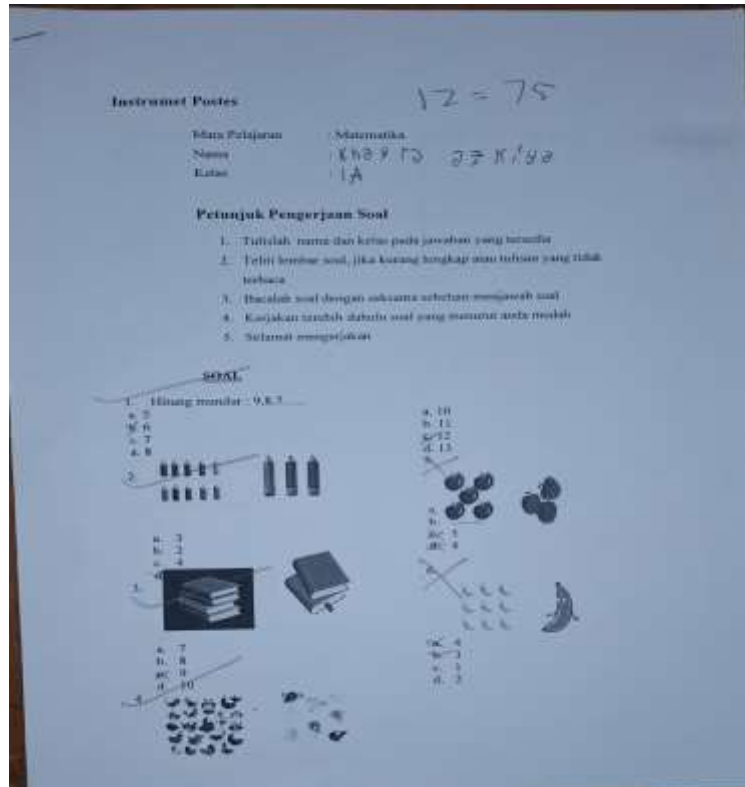 12 = 75
Instrumet Postes
Mata Pelajaran : Matematika
Nama :
Kelas : 1A
Petunjuk Pengerjaan Soal
1. Tulislah nama dan kelas pada jawaban yang tersedia
2. Teliti lembar soal, jika kurang lengkap atau tulisan yang tidak
terbaca
3. Bacalah soal dengan saksama sebelum menjawab soal
4. Kerjakan terlebih dahulu soal yang menurut anda mudah
5. Selamat mengerjakan
SOAL
1. Hitung mundur : 9,8,7......
a. 5
b. 6
c. 7
d. 8
2.
a. 3
b. 2
c. 4
3.
a. 7
b. 8
9
d. 10
4.
a. 10
b. 11
c. 12
d. 13
a.
b.
5
4
4
b. 3
c. 1
d. 2